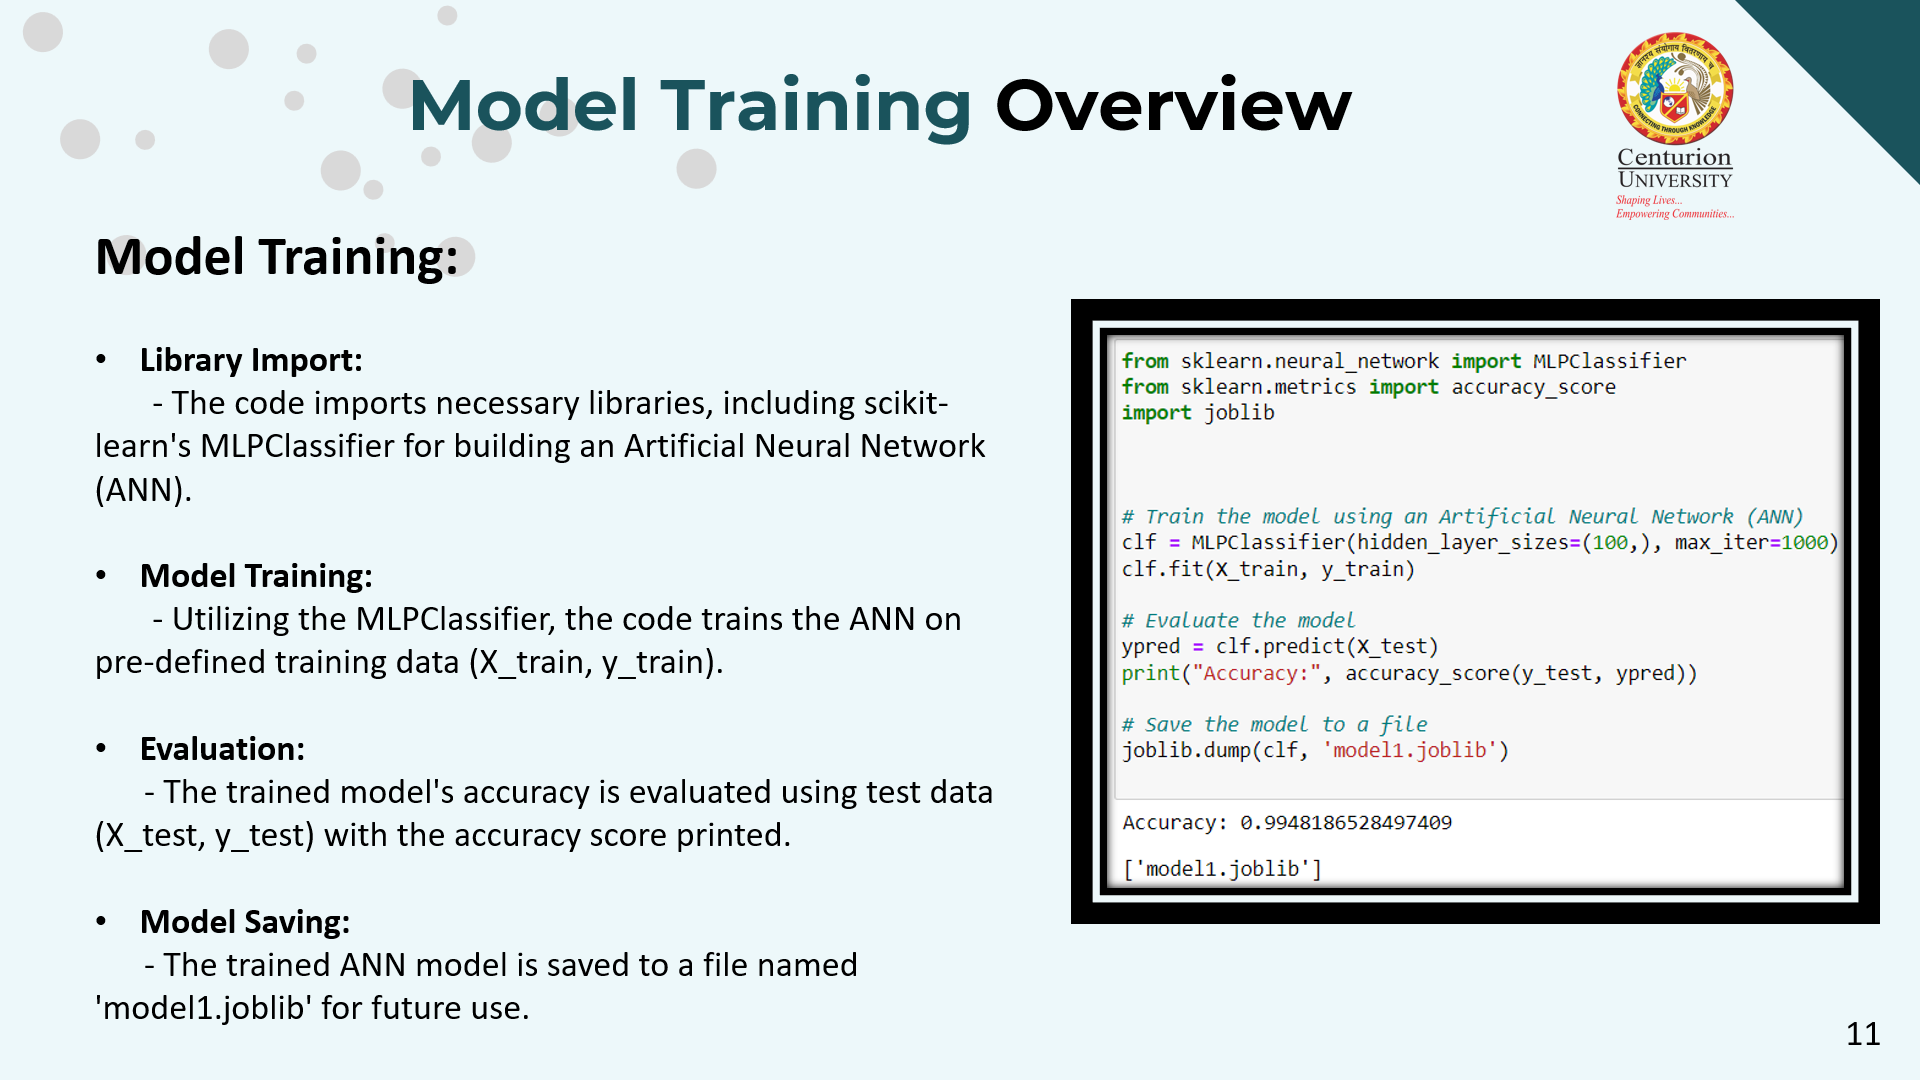 Model Training Overview
CONNECTING THROUGH KNOWLEDGE
Centurion
UNIVERSITY
Shaping Lives...
Empowering Communities...
Model Training:
• Library Import:
- The code imports necessary libraries, including scikit-
learn's MLPClassifier for building an Artificial Neural Network
(ANN).
• Model Training:
- Utilizing the MLPClassifier, the code trains the ANN on
pre-defined training data (X_train, y_train).
• Evaluation:
- The trained model's accuracy is evaluated using test data
(X_test, y_test) with the accuracy score printed.
• Model Saving:
- The trained ANN model is saved to a file named
'model1.joblib' for future use.
from sklearn.neural_network import MLPClassifier
from sklearn.metrics import accuracy_score
import joblib
# Train the model using an Artificial Neural Network (ANN)
clf = MLPClassifier(hidden_layer_sizes=(100,), max_iter=1000)
clf.fit(X_train, y_train)
# Evaluate the model
ypred = clf.predict(X_test)
print("Accuracy:", accuracy_score(y_test, ypred))
# Save the model to a file
joblib.dump(clf, 'model1.joblib')
Accuracy: 0.9948186528497409
['model1.joblib']
11